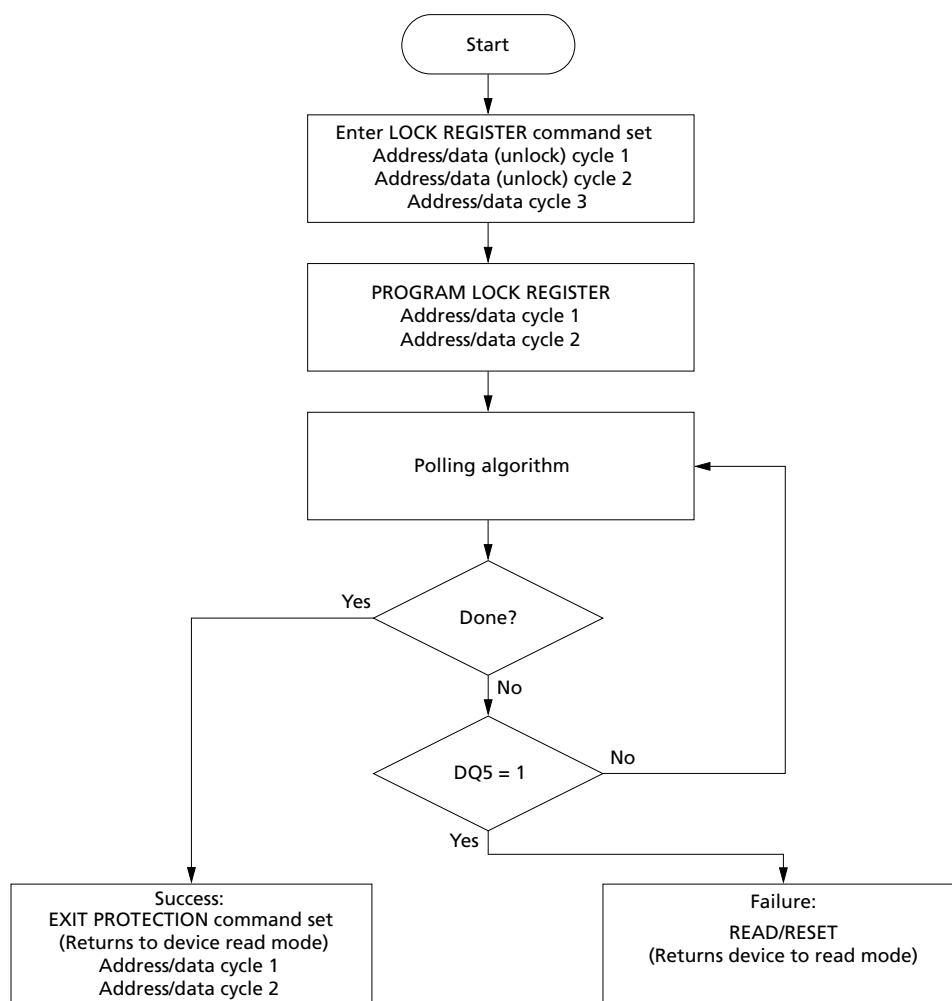 Start
Enter LOCK REGISTER command set
Address/data (unlock) cycle 1
Address/data (unlock) cycle 2
Address/data cycle 3
PROGRAM LOCK REGISTER
Address/data cycle 1
Address/data cycle 2
Polling algorithm
Yes
Done?
No
DQ5 = 1
No
Yes
Success:
EXIT PROTECTION command set
(Returns to device read mode)
Address/data cycle 1
Address/data cycle 2
Failure:
READ/RESET
(Returns device to read mode)